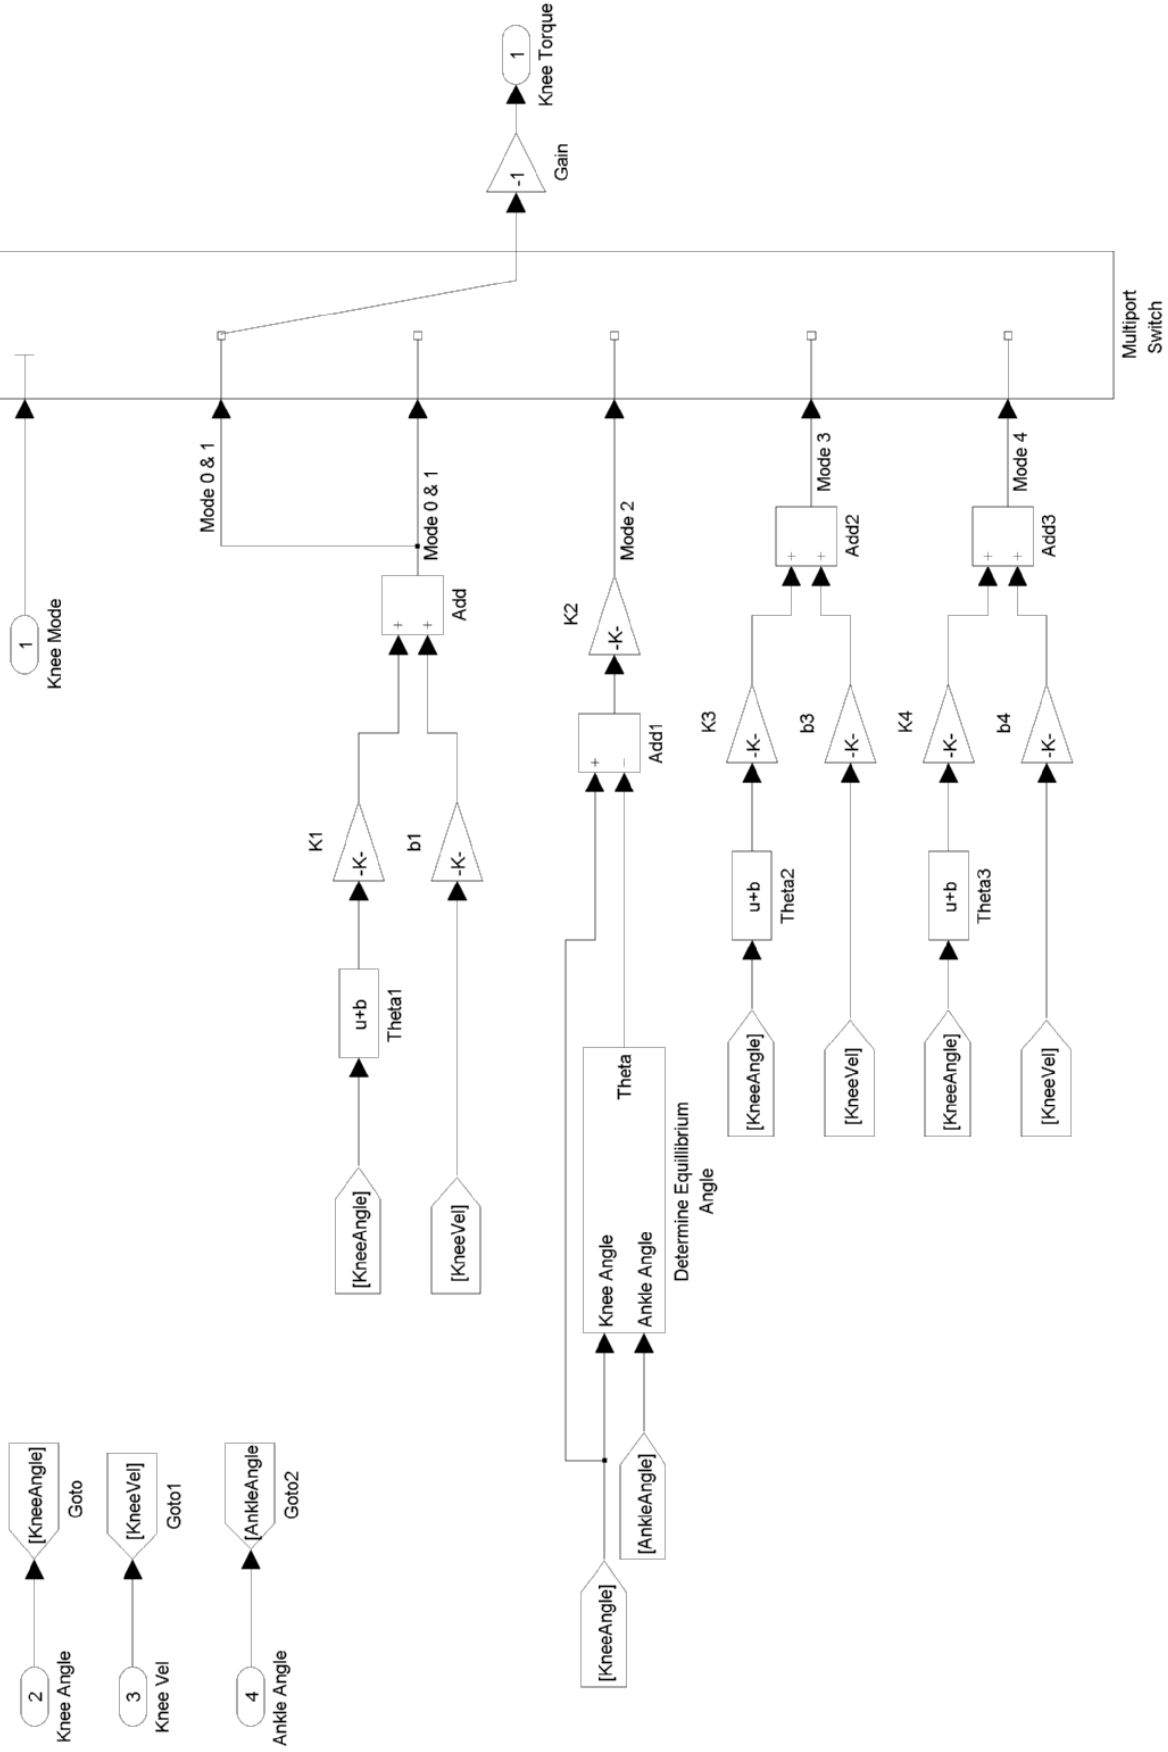 1
Knee Mode
2
Knee Angle
[KneeAngle]
Goto
3
Knee Vel
[KneeVel]
Goto1
4
Ankle Angle
[AnkleAngle
Goto2
[KneeAngle]
u+b
Theta1
-K-
K1
[KneeVel]
-K-
b1
+
+
Add
Mode 0 & 1
Mode 0 & 1
[KneeAngle]
[AnkleAngle]
Knee Angle
Ankle Angle
Theta
Determine Equillibrium
Angle
+
−
Add1
-K-
K2
Mode 2
[KneeAngle]
u+b
Theta2
-K-
K3
[KneeVel]
-K-
b3
+
+
Add2
Mode 3
[KneeAngle]
u+b
Theta3
-K-
K4
[KneeVel]
-K-
b4
+
+
Add3
Mode 4
Multiport
Switch
-1
Gain
1
Knee Torque